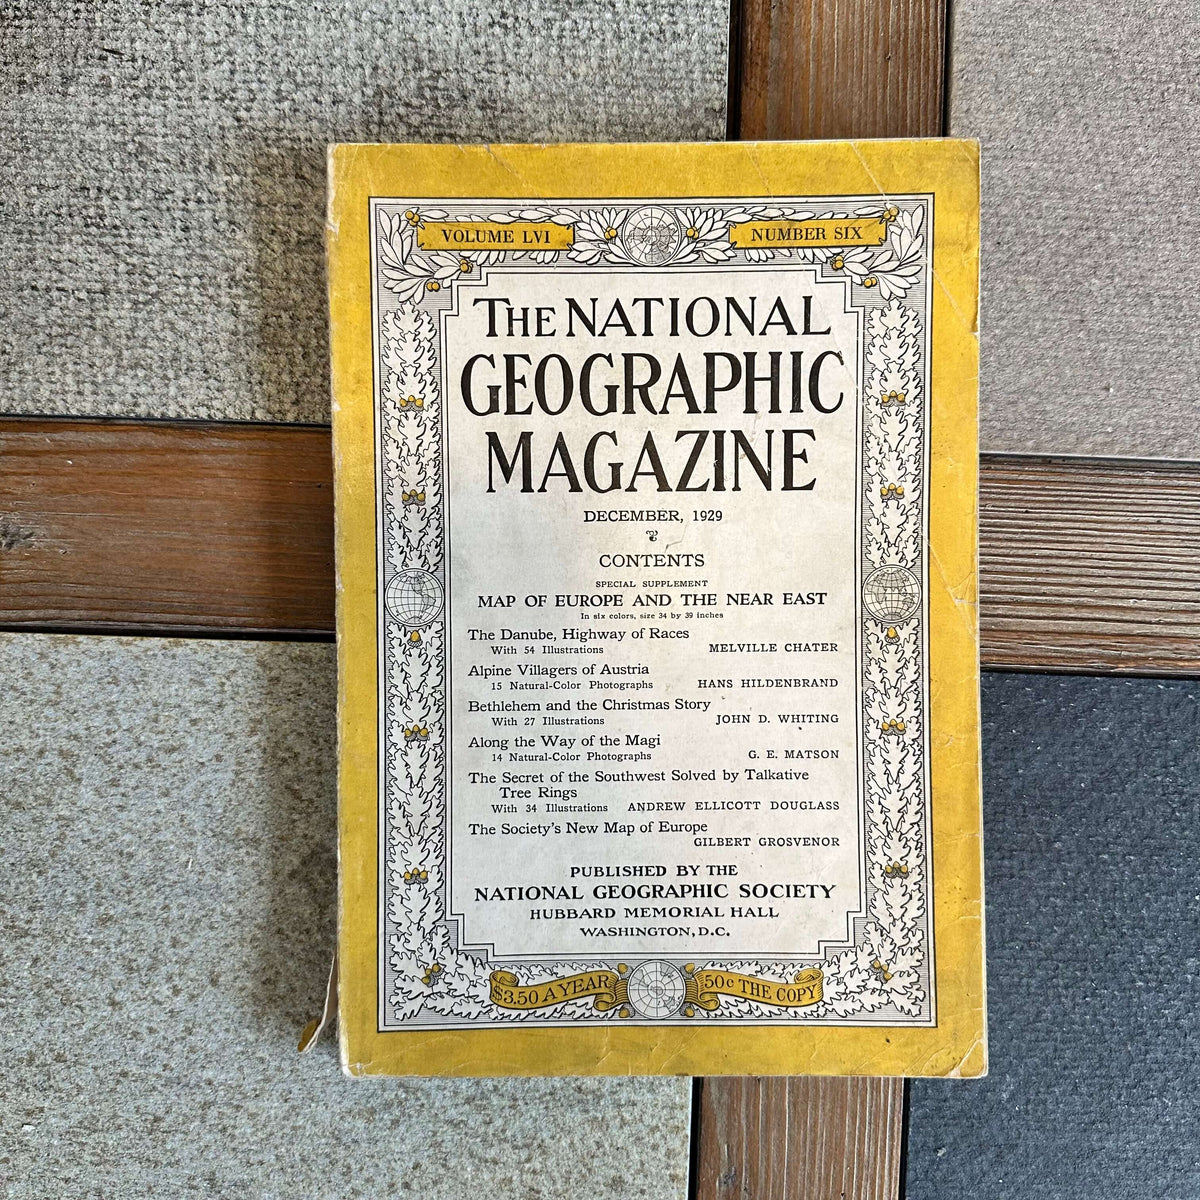 VOLUME LVI
NUMBER SIX
THE NATIONAL
GEOGRAPHIC
MAGAZINE
DECEMBER, 1929
CONTENTS
SPECIAL SUPPLEMENT
MAP OF EUROPE AND THE NEAR EAST
In six colors, size 34 by 39 inches
The Danube, Highway of Races
With 54 Illustrations MELVILLE CHATER
Alpine Villagers of Austria
15 Natural-Color Photographs HANS HILDENBRAND
Bethlehem and the Christmas Story
With 27 Illustrations JOHN D. WHITING
Along the Way of the Magi
14 Natural-Color Photographs G. E. MATSON
The Secret of the Southwest Solved by Talkative
Tree Rings
With 34 Illustrations ANDREW ELLICOTT DOUGLASS
The Society's New Map of Europe
GILBERT GROSVENOR
PUBLISHED BY THE
NATIONAL GEOGRAPHIC SOCIETY
HUBBARD MEMORIAL HALL
WASHINGTON, D.C.
$3.50 A YEAR
50c THE COPY